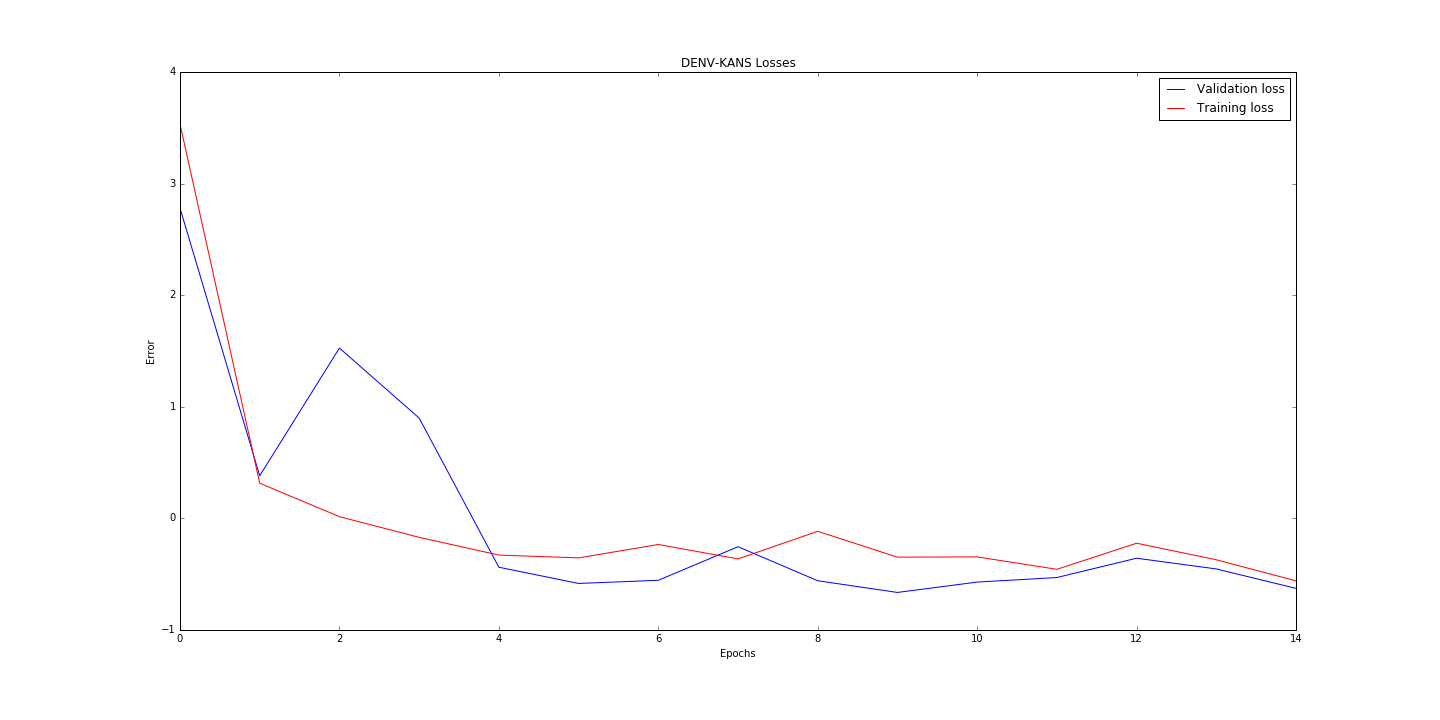 DENV-KANS Losses
Validation loss
Training loss
4
3
2
1
0
−1
Error
0 2 4 6 8 10 12 14
Epochs